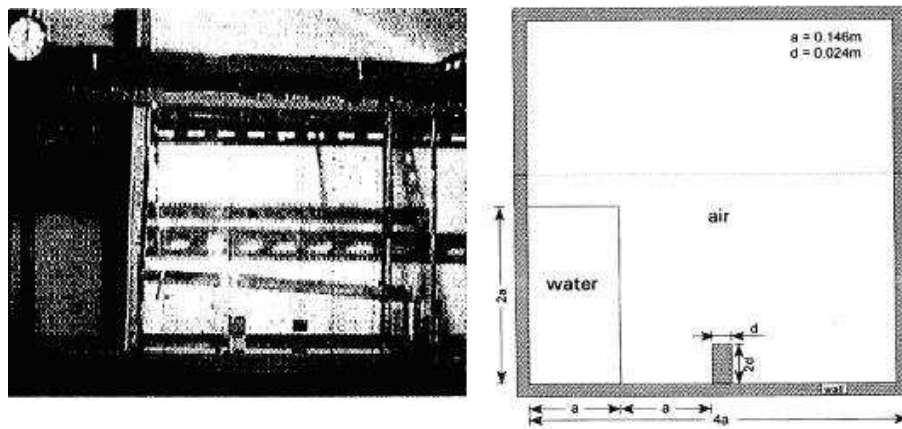 a = 0.146m
d = 0.024m
air
2a
water
d
2d
wall
a
a
4a